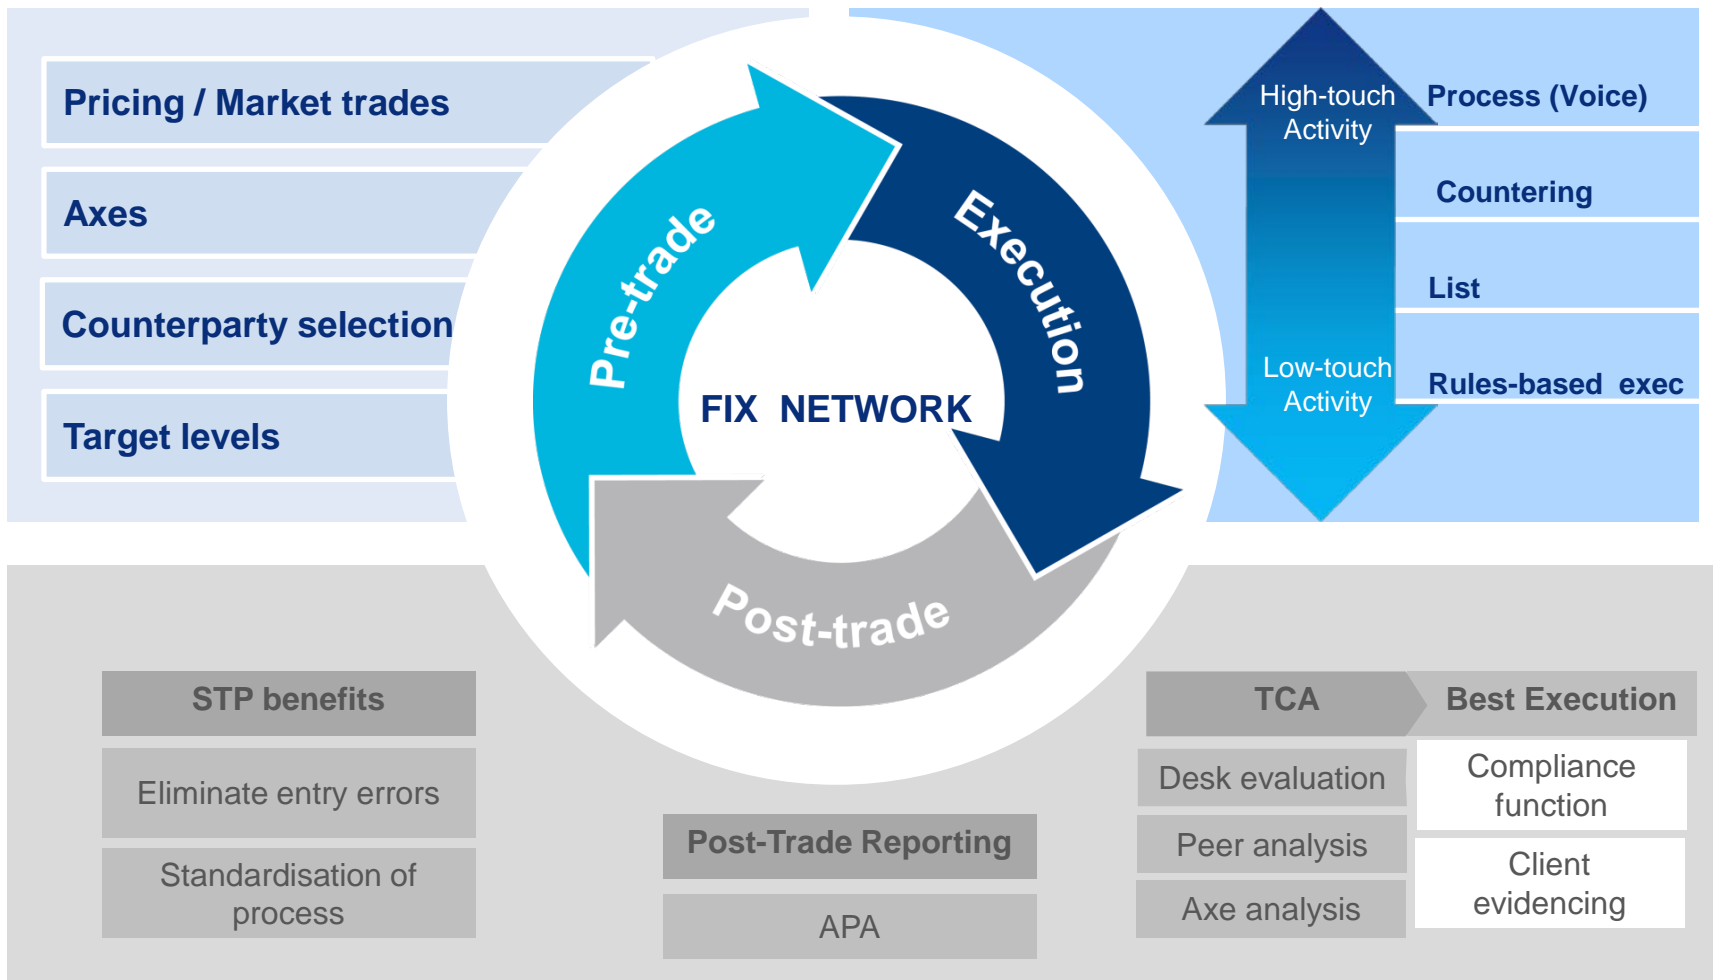 Pricing / Market trades
Axes
Counterparty selection
Target levels
Pre-trade
Execution
Post-trade
FIX NETWORK
High-touch
Activity
Low-touch
Activity
Process (Voice)
Countering
List
Rules-based exec
STP benefits
Eliminate entry errors
Standardisation of
process
Post-Trade Reporting
APA
TCA
Desk evaluation
Peer analysis
Axe analysis
Best Execution
Compliance
function
Client
evidencing